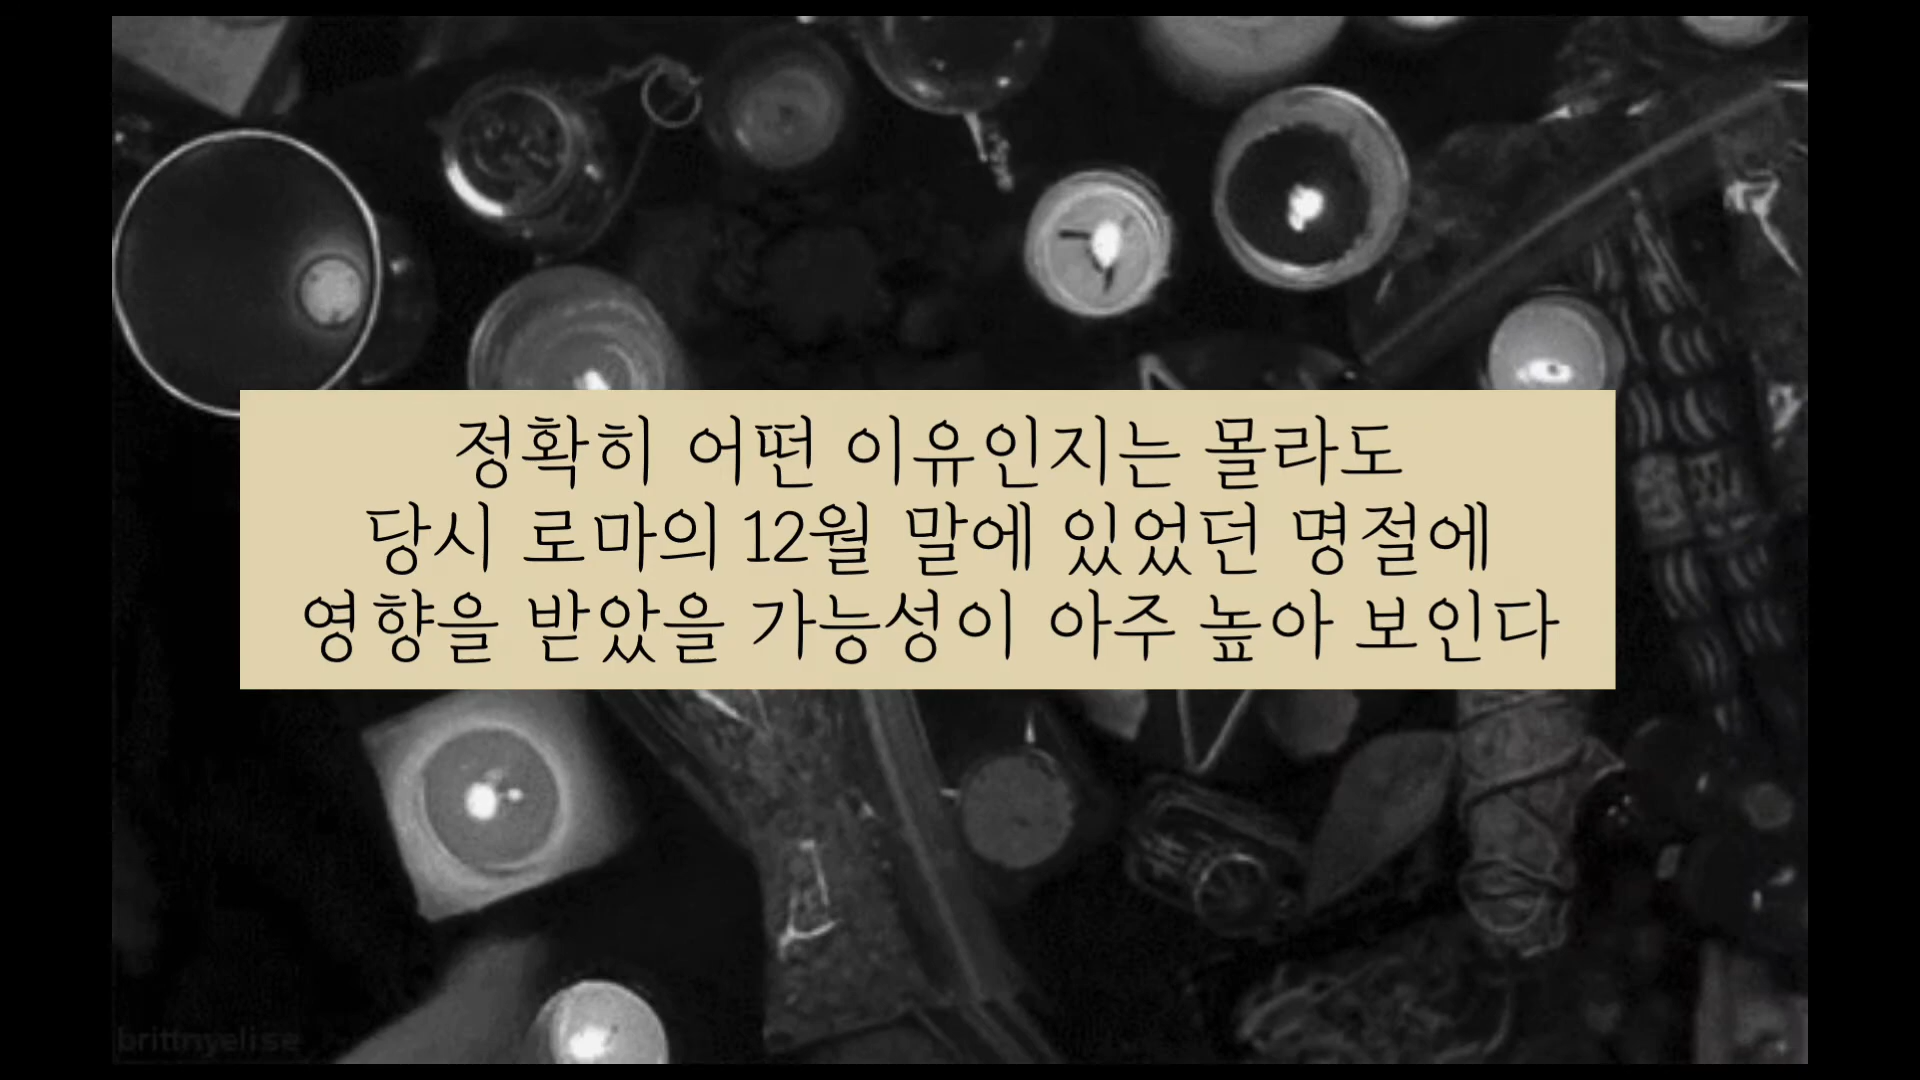 정확히 어떤 이유인지는 몰라도
당시 로마의 12월 말에 있었던 명절에
영향을 받았을 가능성이 아주 높아 보인다
brittnyelise